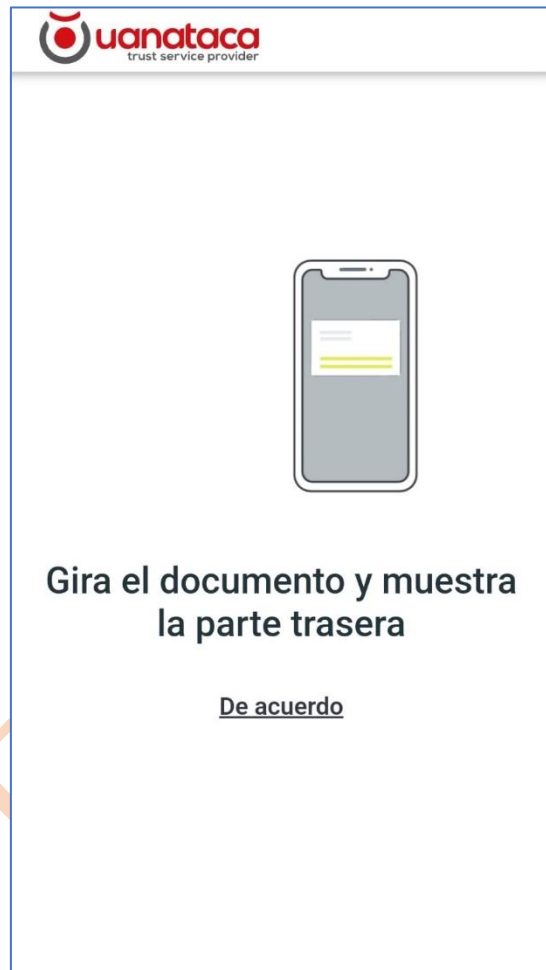 uanataca
trust service provider
Gira el documento y muestra
la parte trasera
De acuerdo